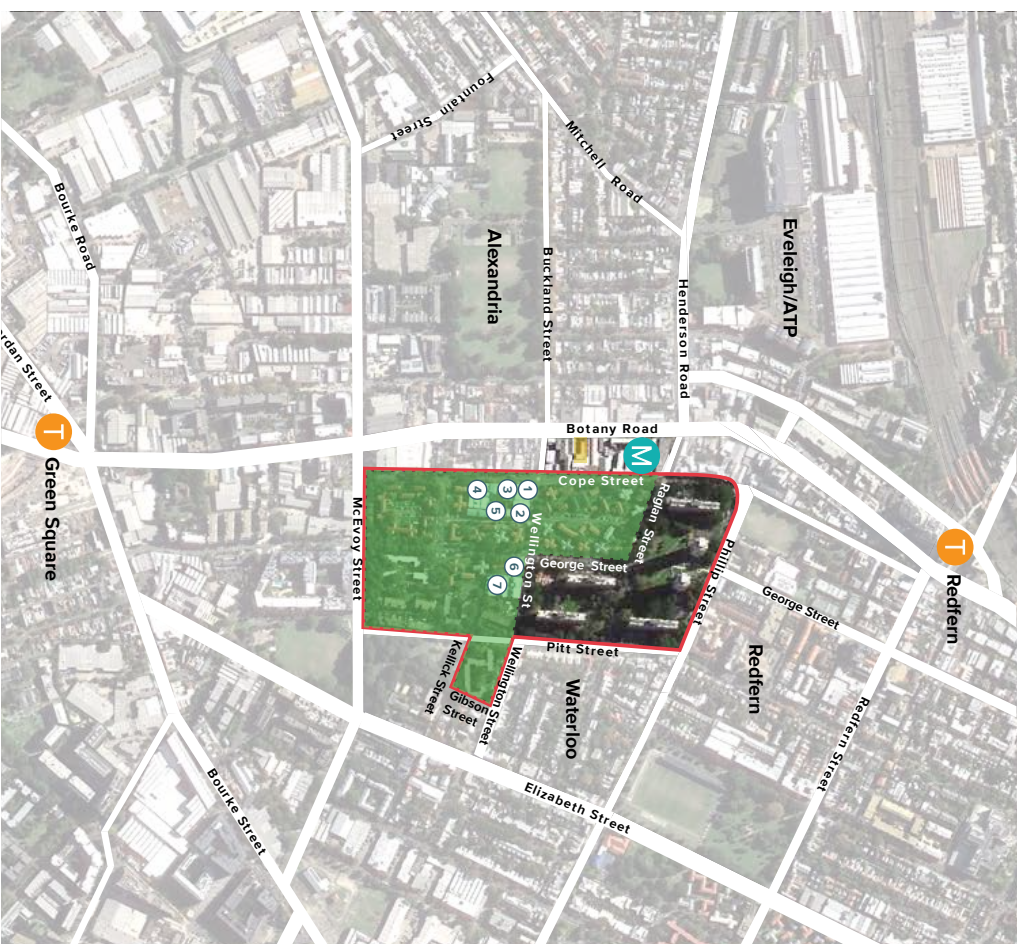 Fountain Street
Mitchell Road
Bourke Road
Alexandria
Buckland Street
Eveleigh/ATP
Henderson Road
rdan Street
T
Green Square
Botany Road
M
Cope Street
4
3
1
5
2
Raglan Street
McEvoy Street
Wellington St
6
7
George Street
Phillip Street
T
Redfern
George Street
Pitt Street
Kellick Street
Gibson
Street
Wellington Street
Waterloo
Redfern
Redfern Street
Elizabeth Street
Bourke Street